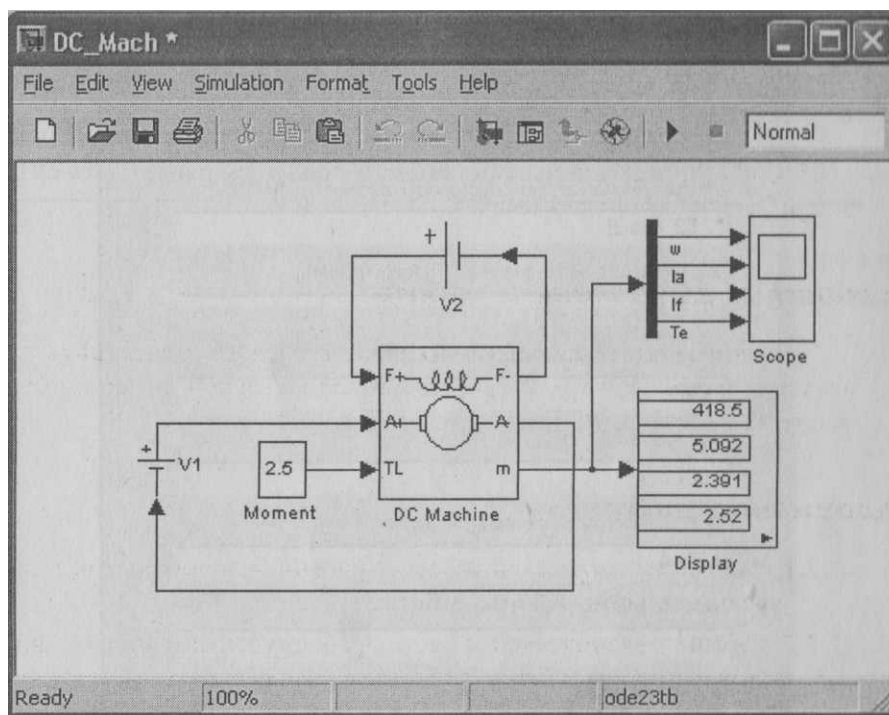 DC_Mach *
File Edit View Simulation Format Tools Help
Normal
+
V2
w
Ia
If
Te
Scope
F+
F-
A+
A-
TL
m
DC Machine
+
V1
2.5
Moment
418.5
5.092
2.391
2.52
Display
Ready 100% ode23tb